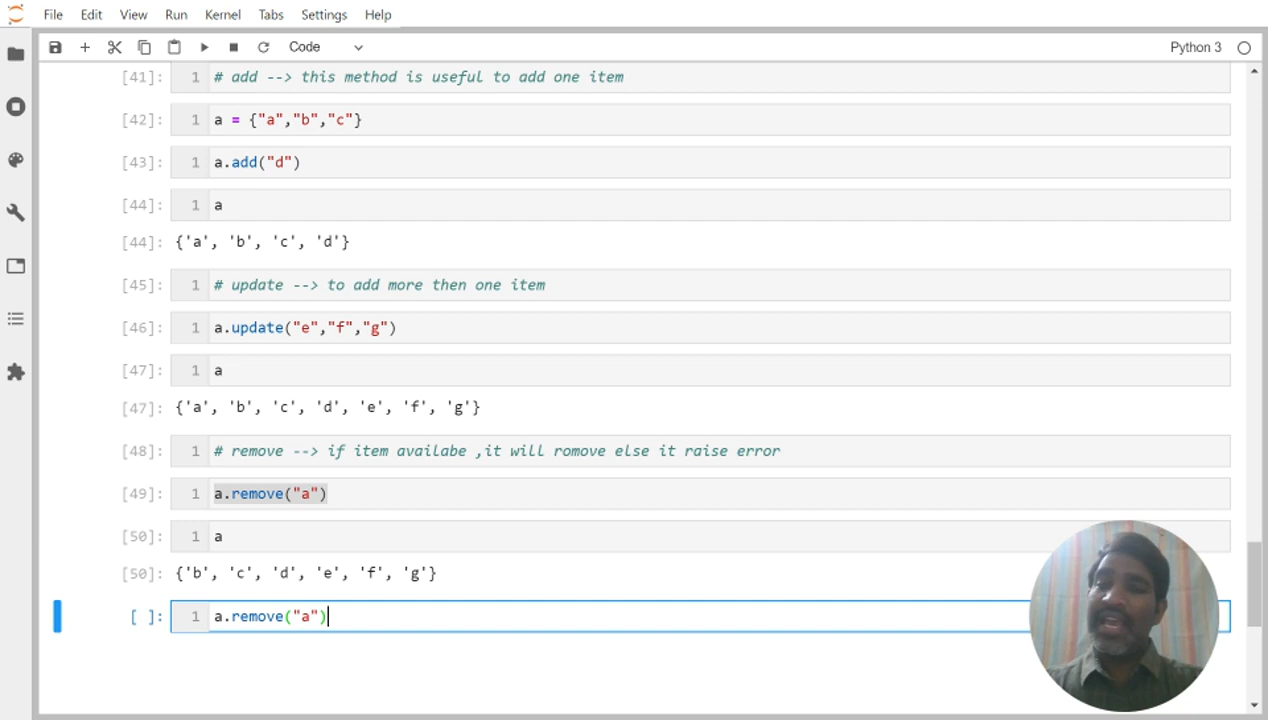 File Edit View Run Kernel Tabs Settings Help
Code Python 3
[41]: 1 # add --> this method is useful to add one item
[42]: 1 a = {"a","b","c"}
[43]: 1 a.add("d")
[44]: 1 a
[44]: {'a', 'b', 'c', 'd'}
[45]: 1 # update --> to add more then one item
[46]: 1 a.update("e","f","g")
[47]: 1 a
[47]: {'a', 'b', 'c', 'd', 'e', 'f', 'g'}
[48]: 1 # remove --> if item availabe ,it will romove else it raise error
[49]: 1 a.remove("a")
[50]: 1 a
[50]: {'b', 'c', 'd', 'e', 'f', 'g'}
[ ]: 1 a.remove("a")